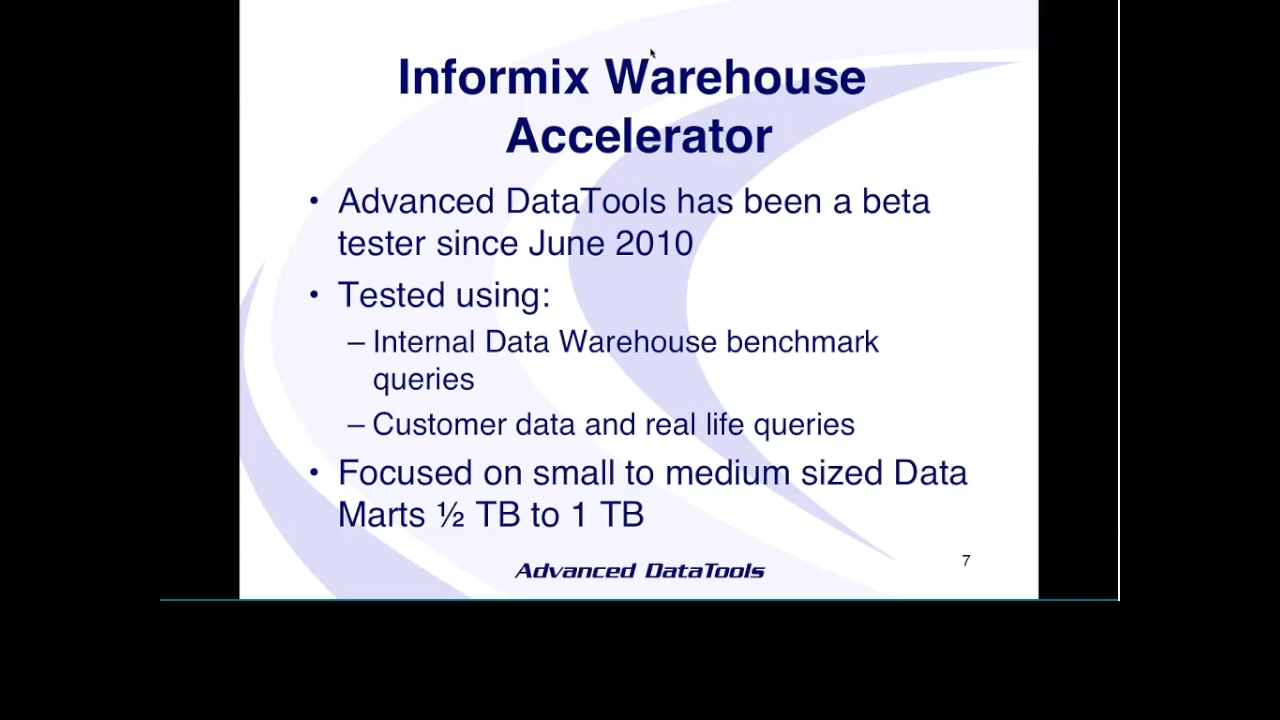 Informix Warehouse
Accelerator
• Advanced DataTools has been a beta
tester since June 2010
• Tested using:
– Internal Data Warehouse benchmark
queries
– Customer data and real life queries
• Focused on small to medium sized Data
Marts ½ TB to 1 TB
Advanced DataTools
7